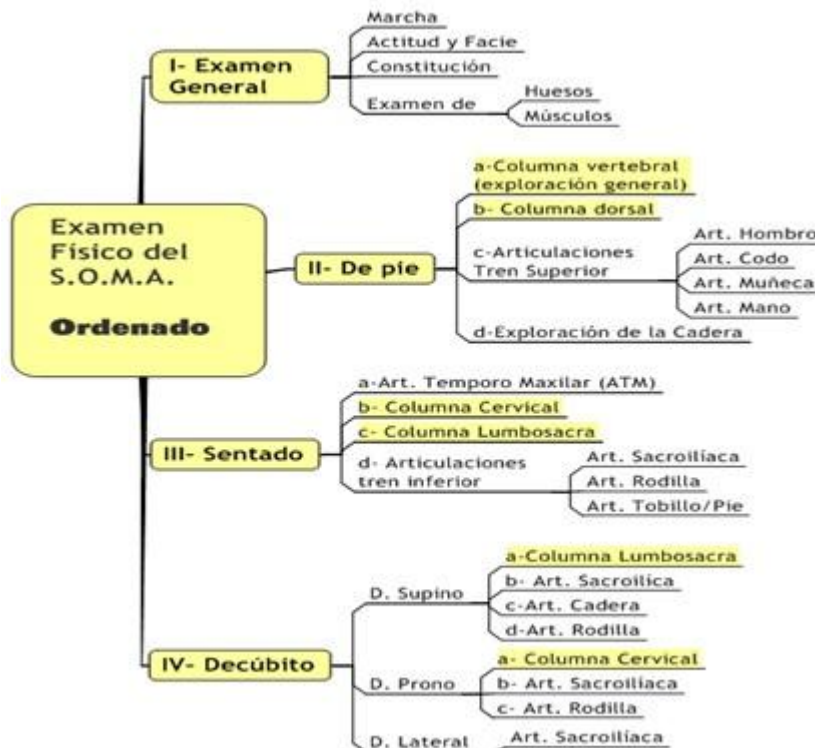 Examen
Físico del
S.O.M.A.
Ordenado
I- Examen
General
Marcha
Actitud y Facie
Constitución
Examen de
Huesos
Músculos
II- De pie
a-Columna vertebral
(exploración general)
b- Columna dorsal
c-Articulaciones
Tren Superior
Art. Hombro
Art. Codo
Art. Muñeca
Art. Mano
d-Exploración de la Cadera
III- Sentado
a-Art. Temporo Maxilar (ATM)
b- Columna Cervical
c- Columna Lumbosacra
d- Articulaciones
tren inferior
Art. Sacroilíaca
Art. Rodilla
Art. Tobillo/Pie
IV- Decúbito
D. Supino
a-Columna Lumbosacra
b- Art. Sacroilíca
c-Art. Cadera
d-Art. Rodilla
D. Prono
a- Columna Cervical
b- Art. Sacroilíaca
c- Art. Rodilla
D. Lateral
Art. Sacroilíaca